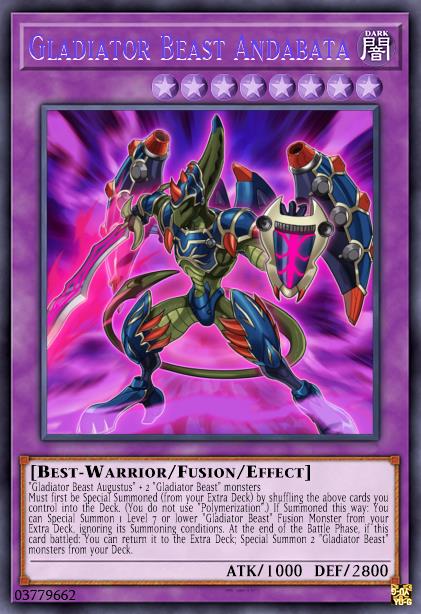 Gladiator Beast Andabata
DARK
闇
[Best-Warrior/Fusion/Effect]
"Gladiator Beast Augustus" + 2 "Gladiator Beast" monsters
Must first be Special Summoned (from your Extra Deck) by shuffling the above cards you
control into the Deck. (You do not use "Polymerization".) If Summoned this way: You
can Special Summon 1 Level 7 or lower "Gladiator Beast" Fusion Monster from your
Extra Deck, ignoring its Summoning conditions. At the end of the Battle Phase, if this
card battled: You can return it to the Extra Deck; Special Summon 2 "Gladiator Beast"
monsters from your Deck.
ATK/1000 DEF/2800
03779662